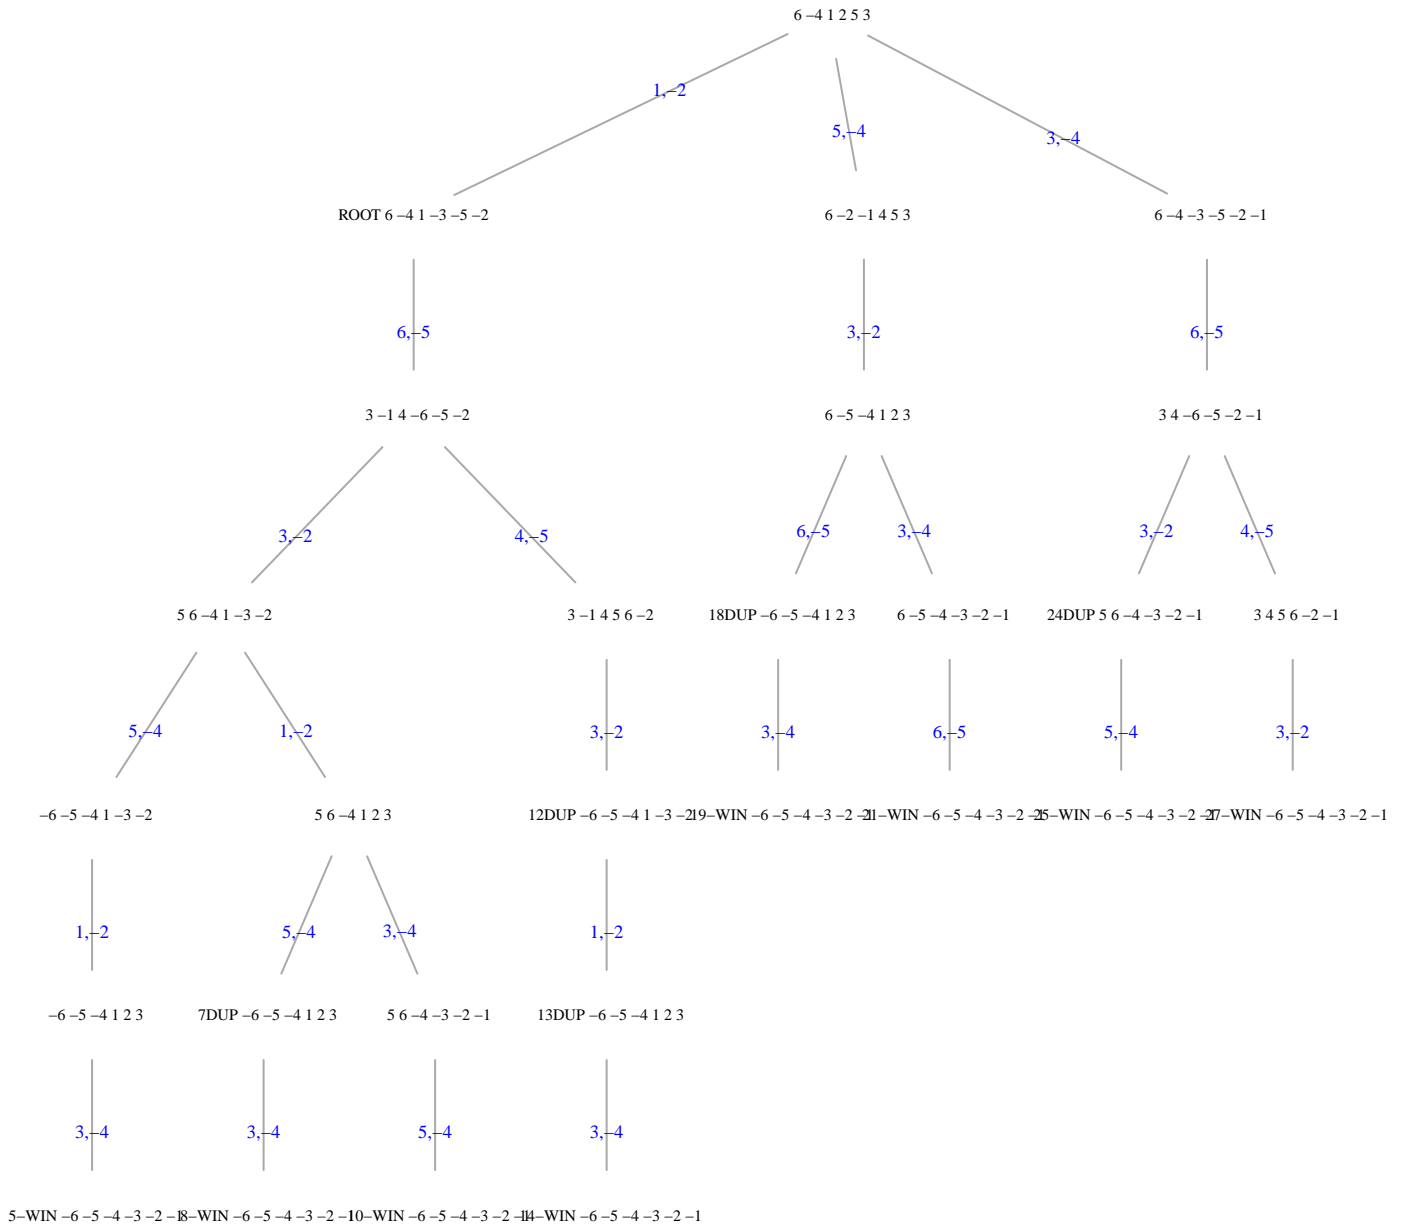 6 –4 1 2 5 3
1,–2
5,–4
3,–4
ROOT 6 –4 1 –3 –5 –2
6 –2 –1 4 5 3
6 –4 –3 –5 –2 –1
6,–5
3,–2
6,–5
3 –1 4 –6 –5 –2
6 –5 –4 1 2 3
3 4 –6 –5 –2 –1
3,–2
4,–5
6,–5
3,–4
3,–2
4,–5
5 6 –4 1 –3 –2
3 –1 4 5 6 –2
18DUP –6 –5 –4 1 2 3
6 –5 –4 –3 –2 –1
24DUP 5 6 –4 –3 –2 –1
3 4 5 6 –2 –1
5,–4
1,–2
3,–2
3,–4
6,–5
5,–4
3,–2
–6 –5 –4 1 –3 –2
5 6 –4 1 2 3
12DUP –6 –5 –4 1 –3 –2
19–WIN –6 –5 –4 –3 –2 –1
21–WIN –6 –5 –4 –3 –2 –1
25–WIN –6 –5 –4 –3 –2 –1
27–WIN –6 –5 –4 –3 –2 –1
1,–2
5,–4
3,–4
1,–2
–6 –5 –4 1 2 3
7DUP –6 –5 –4 1 2 3
5 6 –4 –3 –2 –1
13DUP –6 –5 –4 1 2 3
3,–4
3,–4
5,–4
3,–4
5–WIN –6 –5 –4 –3 –2 –1
8–WIN –6 –5 –4 –3 –2 –1
10–WIN –6 –5 –4 –3 –2 –1
14–WIN –6 –5 –4 –3 –2 –1